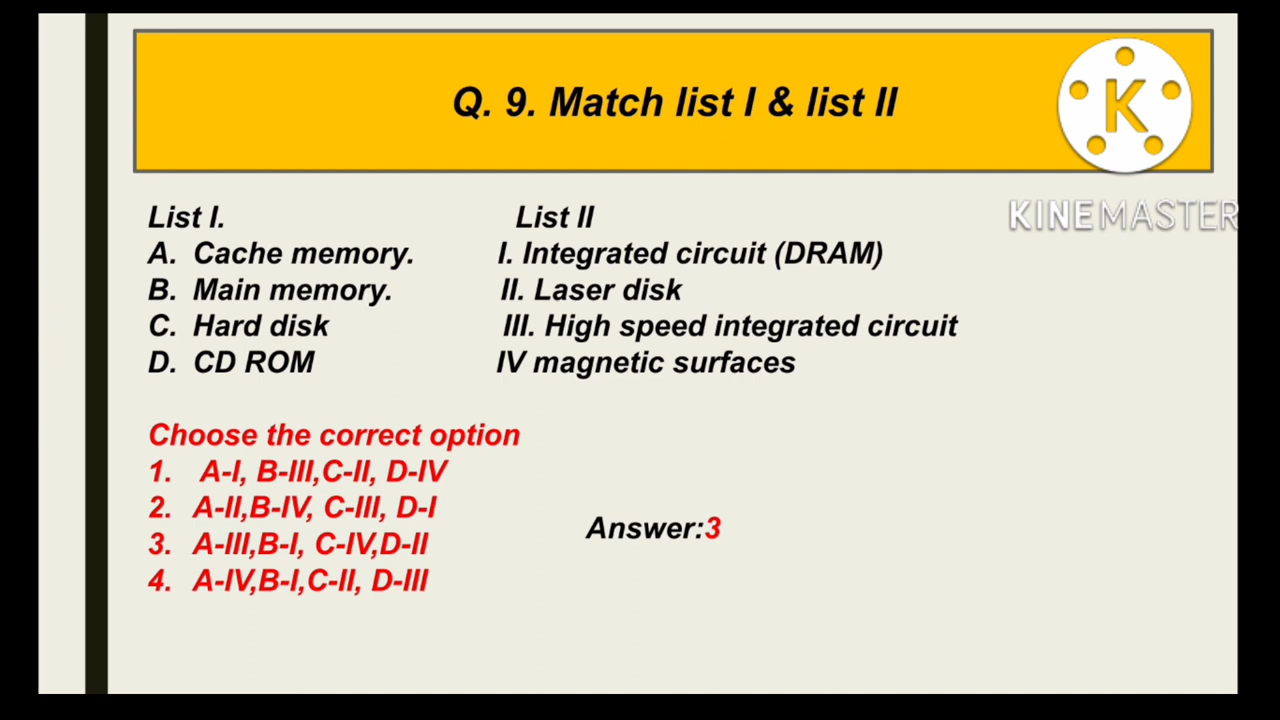 Q. 9. Match list I & list II
K
KINEMASTER
List I. List II
A. Cache memory. I. Integrated circuit (DRAM)
B. Main memory. II. Laser disk
C. Hard disk III. High speed integrated circuit
D. CD ROM IV magnetic surfaces
Choose the correct option
1. A-I, B-III,C-II, D-IV
2. A-II,B-IV, C-III, D-I
3. A-III,B-I, C-IV,D-II
4. A-IV,B-I,C-II, D-III
Answer:3